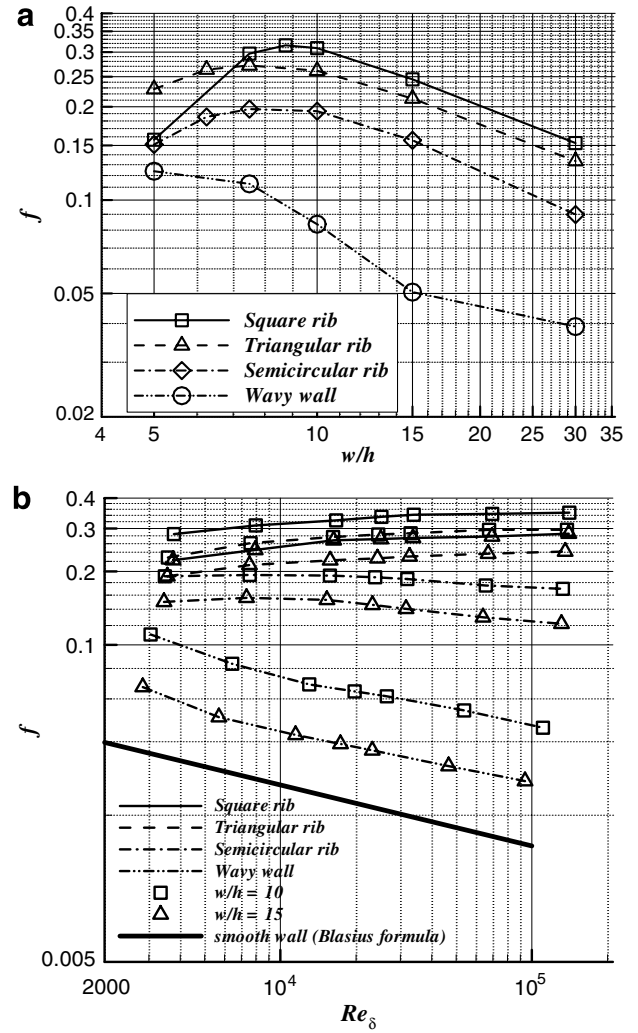 a
0.4
0.35
0.3
0.25
0.2
0.15
0.1
0.05
0.02
f
Square rib
Triangular rib
Semicircular rib
Wavy wall
4 5 10 15 20 25 30 35
w/h
b
0.4
0.3
0.2
0.1
0.005
f
Square rib
Triangular rib
Semicircular rib
Wavy wall
w/h = 10
w/h = 15
smooth wall (Blasius formula)
2000 10⁴ 10⁵
Re_δ